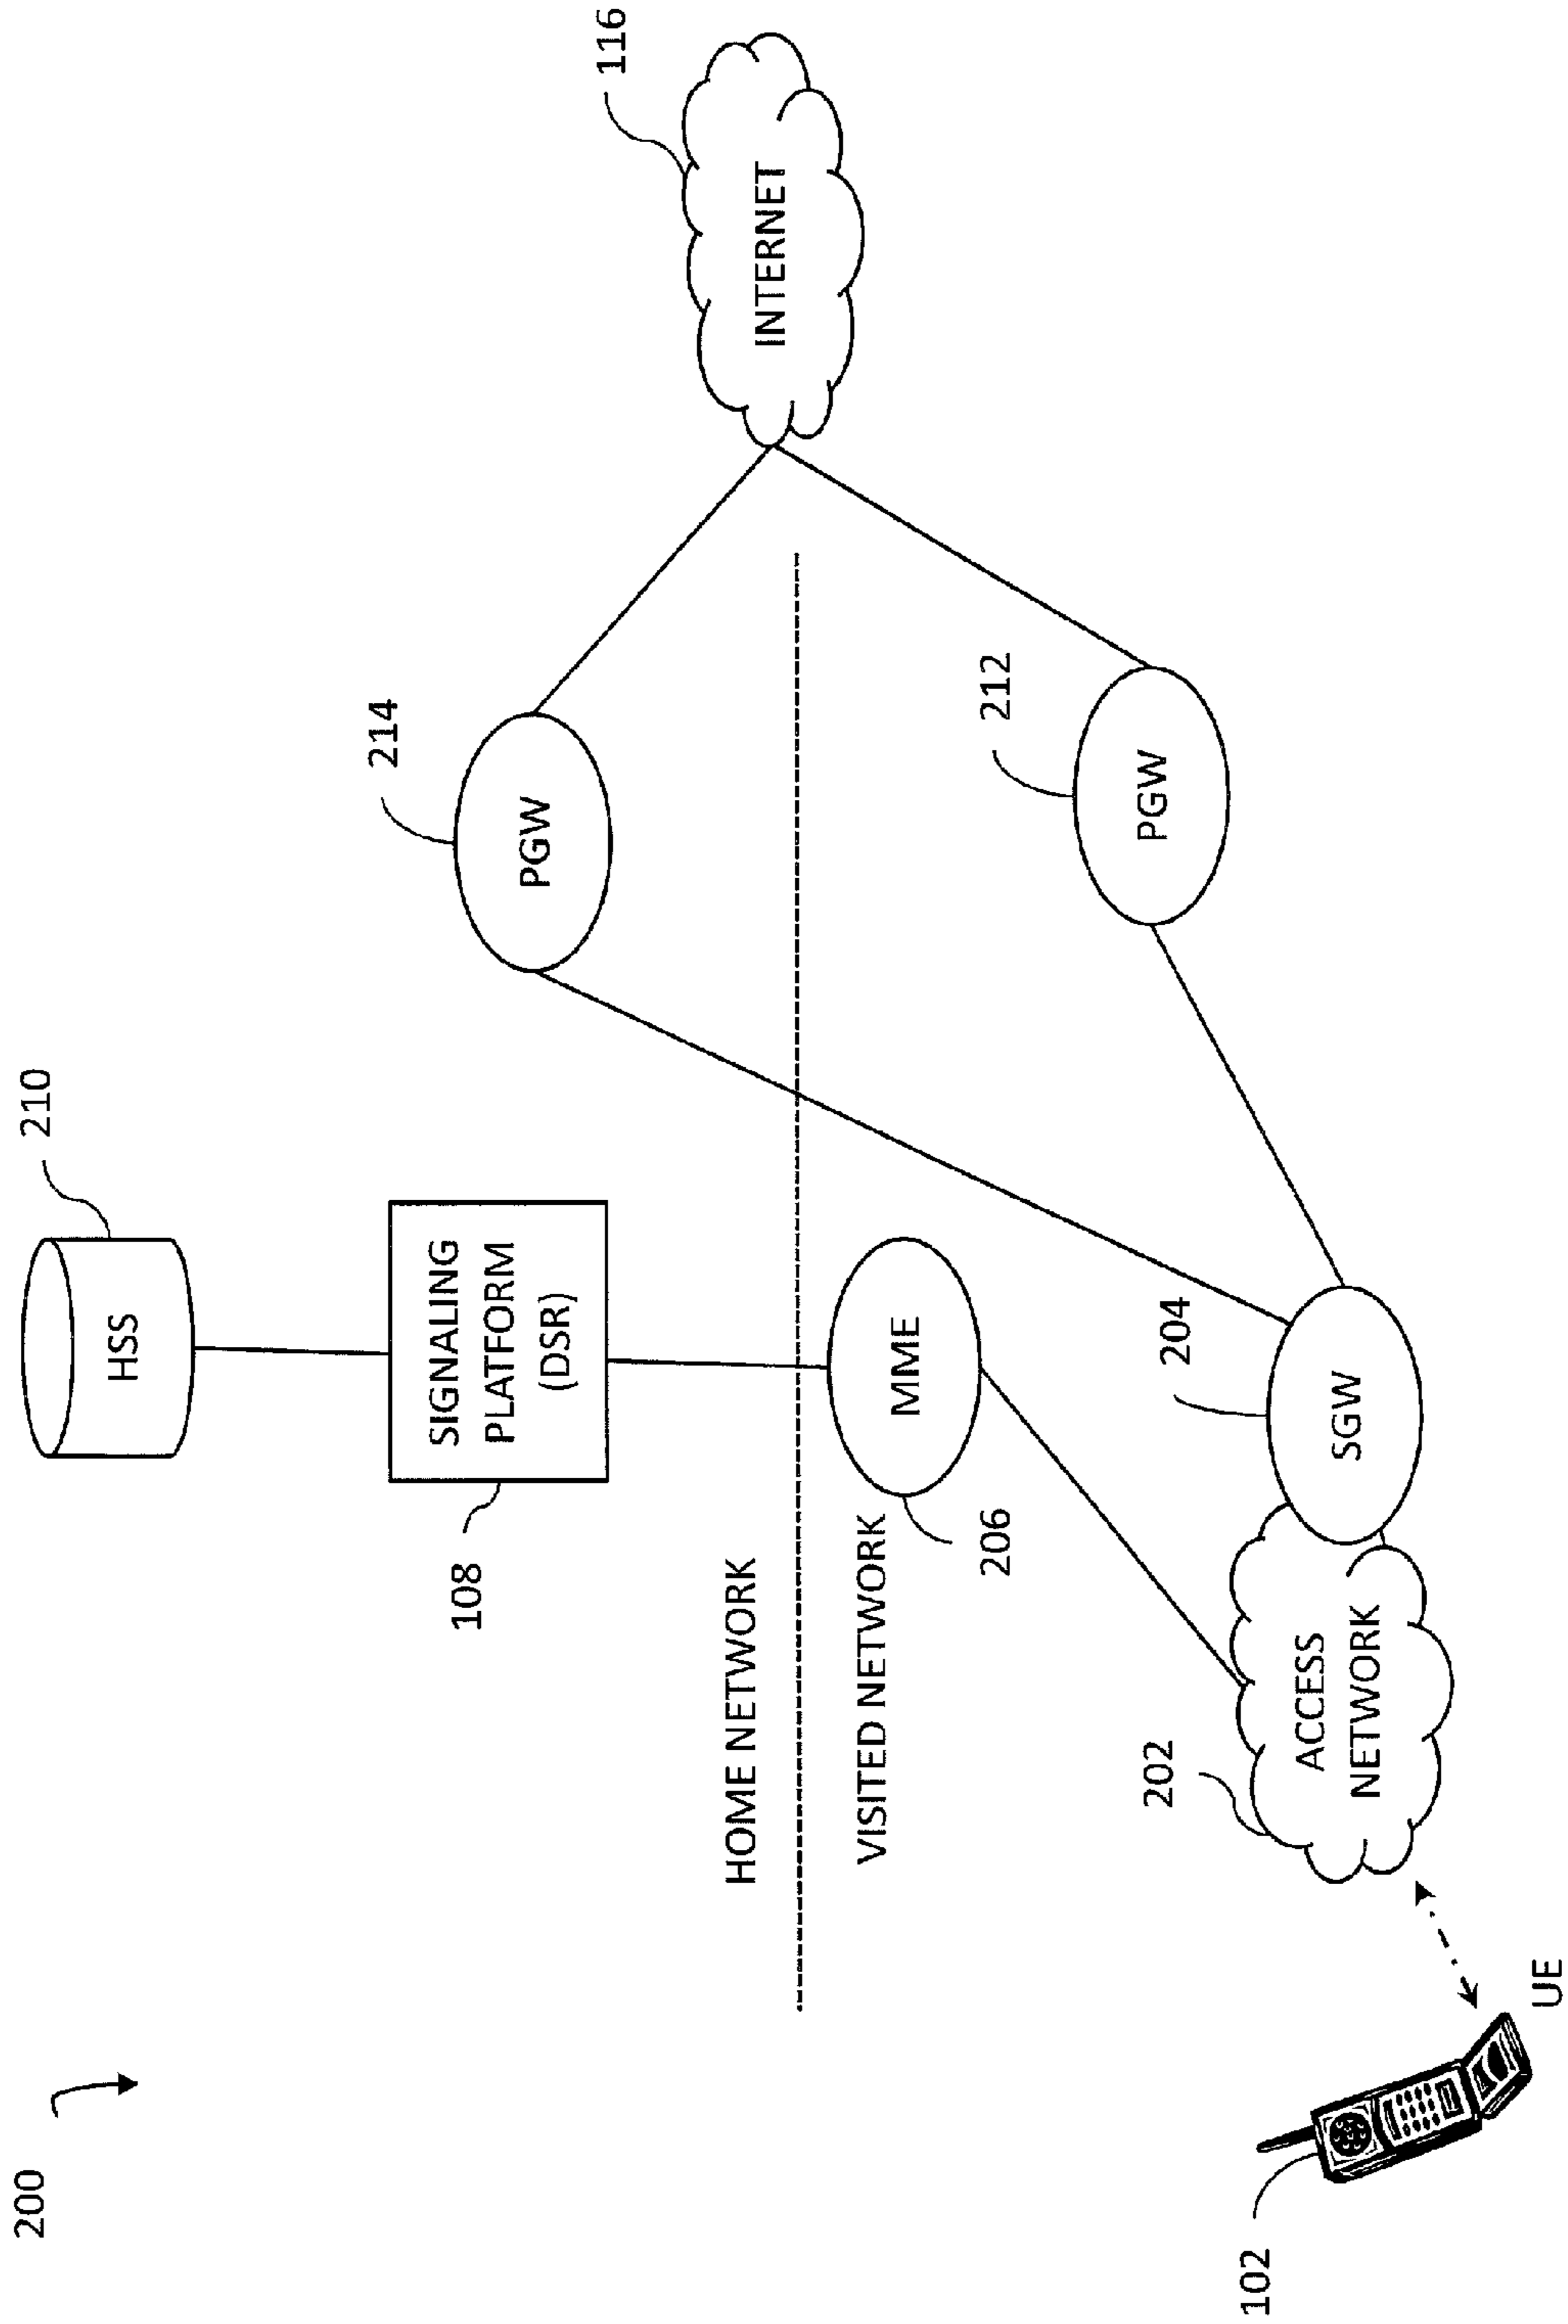 200
HSS
210
SIGNALING
PLATFORM
(DSR)
108
214
PGW
116
INTERNET
HOME NETWORK
VISITED NETWORK
MME
206
212
PGW
204
SGW
202
ACCESS
NETWORK
102
UE